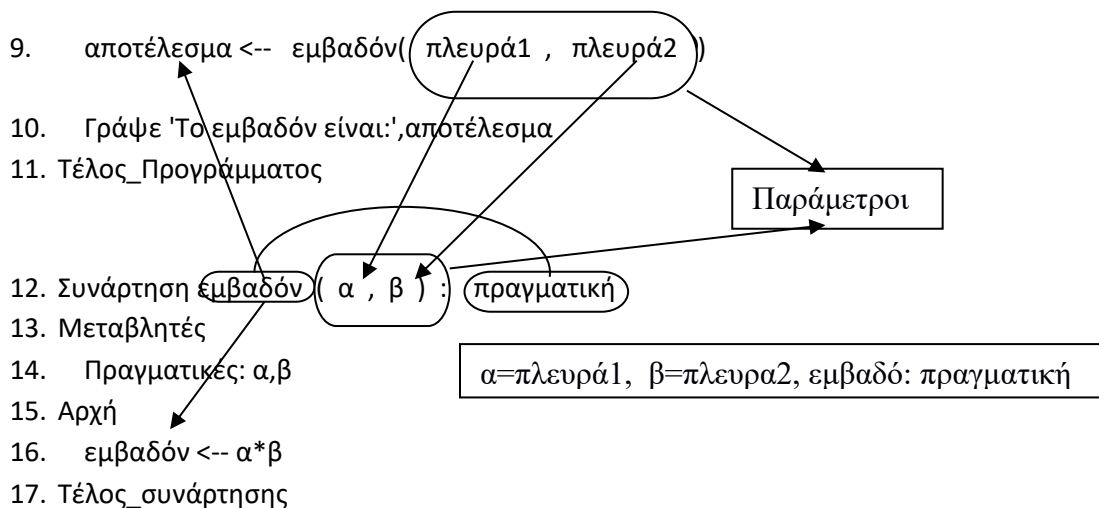 9. αποτέλεσμα <-- εμβαδόν( πλευρά1 , πλευρά2 )
10. Γράψε 'Το εμβαδόν είναι:',αποτέλεσμα
11. Τέλος_Προγράμματος
Παράμετροι
12. Συνάρτηση εμβαδόν ( α , β ) : πραγματική
13. Μεταβλητές
14. Πραγματικές: α,β
α=πλευρά1, β=πλευρα2, εμβαδό: πραγματική
15. Αρχή
16. εμβαδόν <-- α*β
17. Τέλος_συνάρτησης